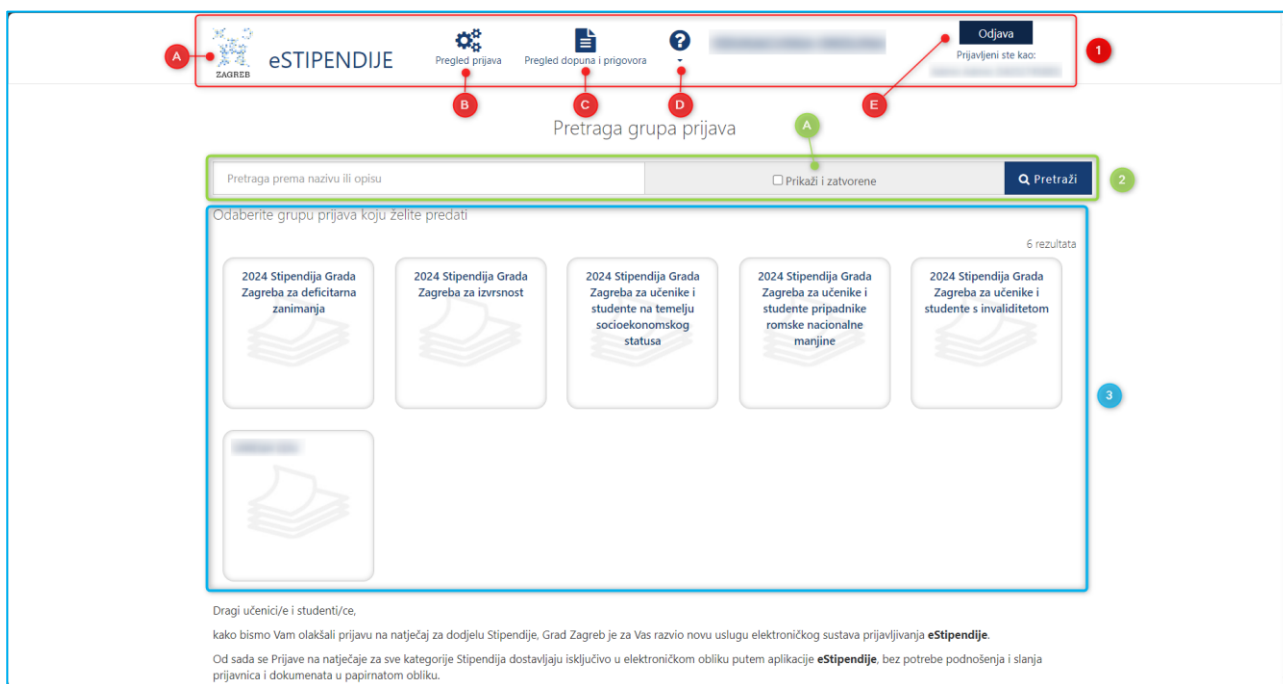 A
ZAGREB
eSTIPENDIJE
Pregled prijava
Pregled dopuna i prigovora
?
Odjava
Prijavljeni ste kao:
1
B
C
D
E
Pretraga grupa prijava
A
Pretraga prema nazivu ili opisu
Prikaži i zatvorene
Pretraži
2
Odaberite grupu prijava koju želite predati
6 rezultata
2024 Stipendija Grada
Zagreba za deficitarna
zanimanja
2024 Stipendija Grada
Zagreba za izvrsnost
2024 Stipendija Grada
Zagreba za učenike i
studente na temelju
socioekonomskog
statusa
2024 Stipendija Grada
Zagreba za učenike i
studente pripadnike
romske nacionalne
manjine
2024 Stipendija Grada
Zagreba za učenike i
studente s invaliditetom
3
Dragi učenici/e i studenti/ce,
kako bismo Vam olakšali prijavu na natječaj za dodjelu Stipendije, Grad Zagreb je za Vas razvio novu uslugu elektroničkog sustava prijavljivanja eStipendije.
Od sada se Prijave na natječaje za sve kategorije Stipendija dostavljaju isključivo u elektroničkom obliku putem aplikacije eStipendije, bez potrebe podnošenja i slanja
prijavnica i dokumenata u papirnatom obliku.